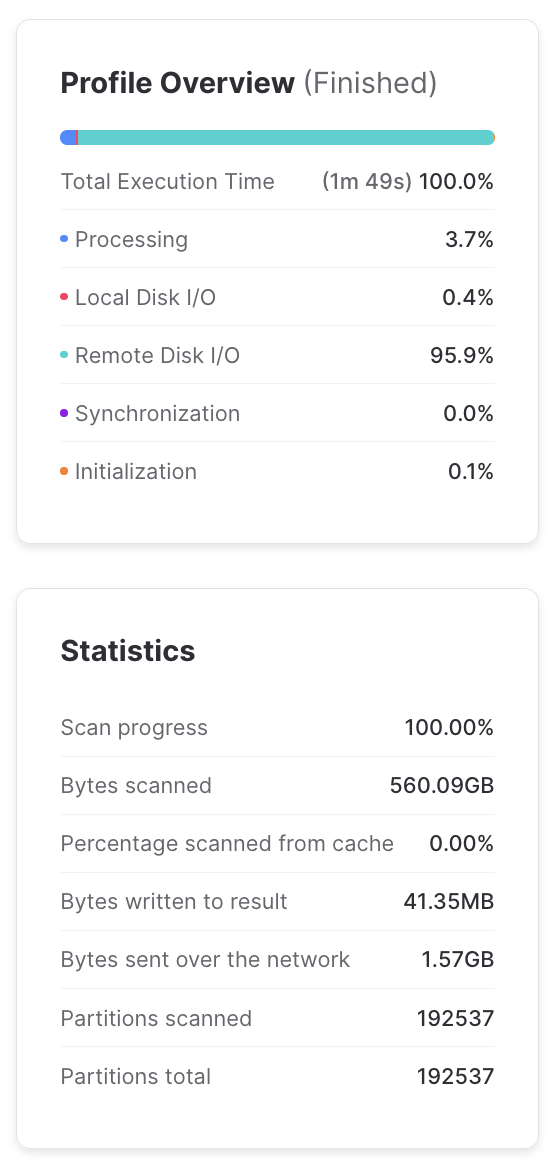 Profile Overview (Finished)
Total Execution Time (1m 49s) 100.0%
Processing 3.7%
Local Disk I/O 0.4%
Remote Disk I/O 95.9%
Synchronization 0.0%
Initialization 0.1%
Statistics
Scan progress 100.00%
Bytes scanned 560.09GB
Percentage scanned from cache 0.00%
Bytes written to result 41.35MB
Bytes sent over the network 1.57GB
Partitions scanned 192537
Partitions total 192537